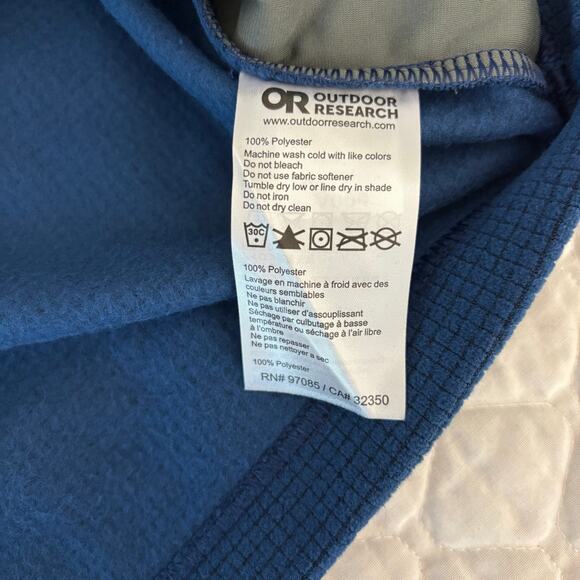 OR OUTDOOR
RESEARCH
www.outdoorresearch.com
100% Polyester
Machine wash cold with like colors
Do not bleach
Do not use fabric softener
Tumble dry low or line dry in shade
Do not iron
Do not dry clean
30C
100% Polyester
Lavage en machine à froid avec des
couleurs semblables
Ne pas blanchir
Ne pas utiliser d'assouplissant
Séchage par culbutage à basse
température ou séchage à l'air libre
à l'ombre
Ne pas repasser
Ne pas nettoyer a sec
100% Polyester
RN# 97085 / CA# 32350